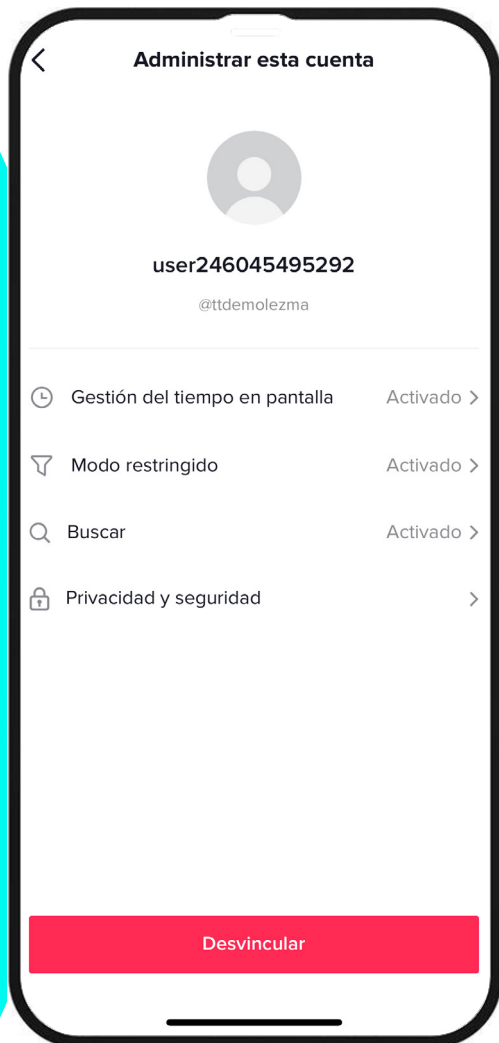 Administrar esta cuenta
user246045495292
@ttdemolezma
Gestión del tiempo en pantalla Activado
Modo restringido Activado
Buscar Activado
Privacidad y seguridad
Desvincular